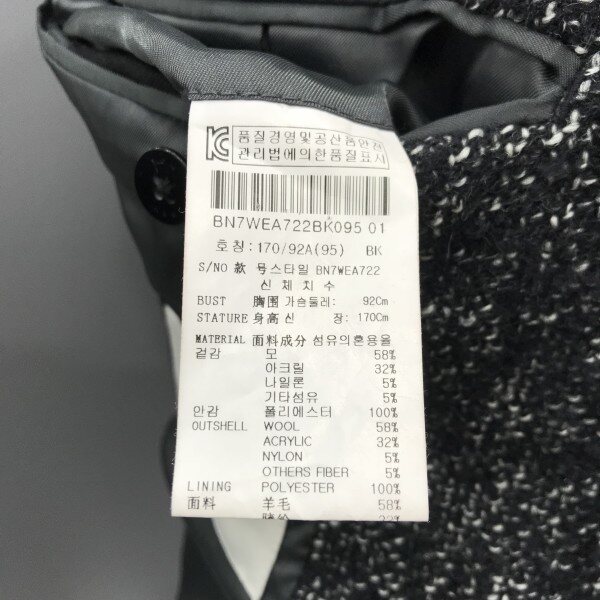 품질경영및공산품안전
관리법에의한품질표시
BN7WEA722BK095 01
호칭:170/92A(95) BK
S/NO 款 号스타일 BN7WEA722
신 체 치 수
BUST 胸围 가슴둘레: 92Cm
STATURE 身高 신 장: 170Cm
MATERIAL 面料成分 섬유의혼용율
겉감 모 58%
아크릴 32%
나일론 5%
기타섬유 5%
안감 폴리에스터 100%
OUTSHELL WOOL 58%
ACRYLIC 32%
NYLON 5%
OTHERS FIBER 5%
LINING POLYESTER 100%
面料 羊毛 58%